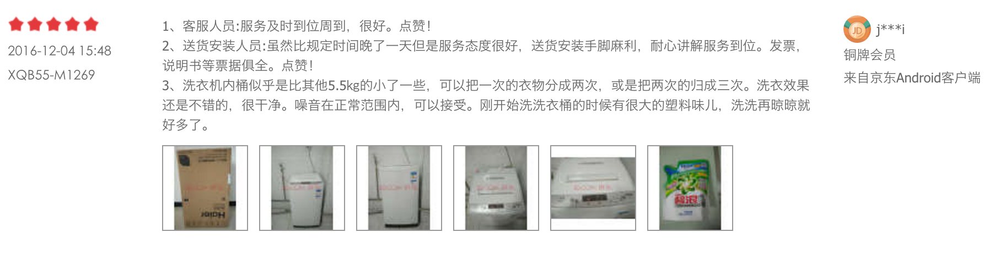 2016-12-04 15:48
XQB55-M1269
1、客服人员:服务及时到位周到，很好。点赞！
2、送货安装人员:虽然比规定时间晚了一天但是服务态度很好，送货安装手脚麻利，耐心讲解服务到位。发票，
说明书等票据俱全。点赞！
3、洗衣机内桶似乎是比其他5.5kg的小了一些，可以把一次的衣物分成两次，或是把两次的归成三次。洗衣效果
还是不错的，很干净。噪音在正常范围内，可以接受。刚开始洗洗衣桶的时候有很大的塑料味儿，洗洗再晾晾就
好多了。
Haier
JD
j***i
铜牌会员
来自京东Android客户端